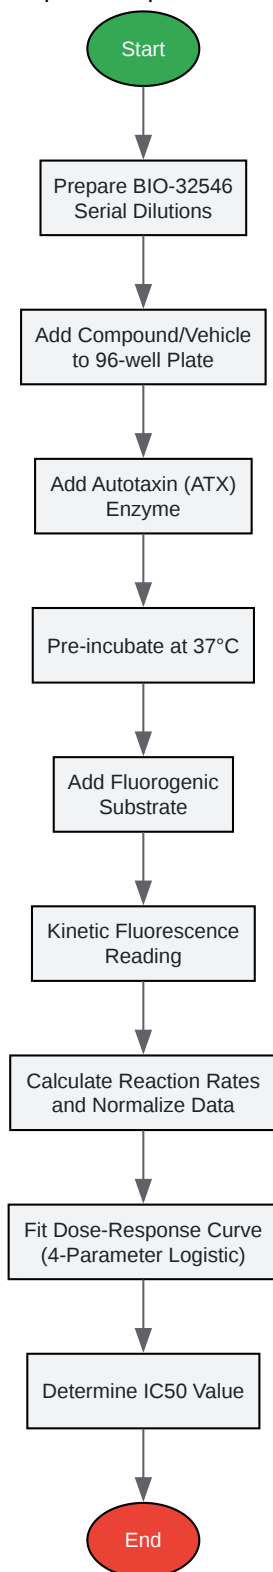 Start
Prepare BIO-32546
Serial Dilutions
Add Compound/Vehicle
to 96-well Plate
Add Autotaxin (ATX)
Enzyme
Pre-incubate at 37°C
Add Fluorogenic
Substrate
Kinetic Fluorescence
Reading
Calculate Reaction Rates
and Normalize Data
Fit Dose-Response Curve
(4-Parameter Logistic)
Determine IC50 Value
End